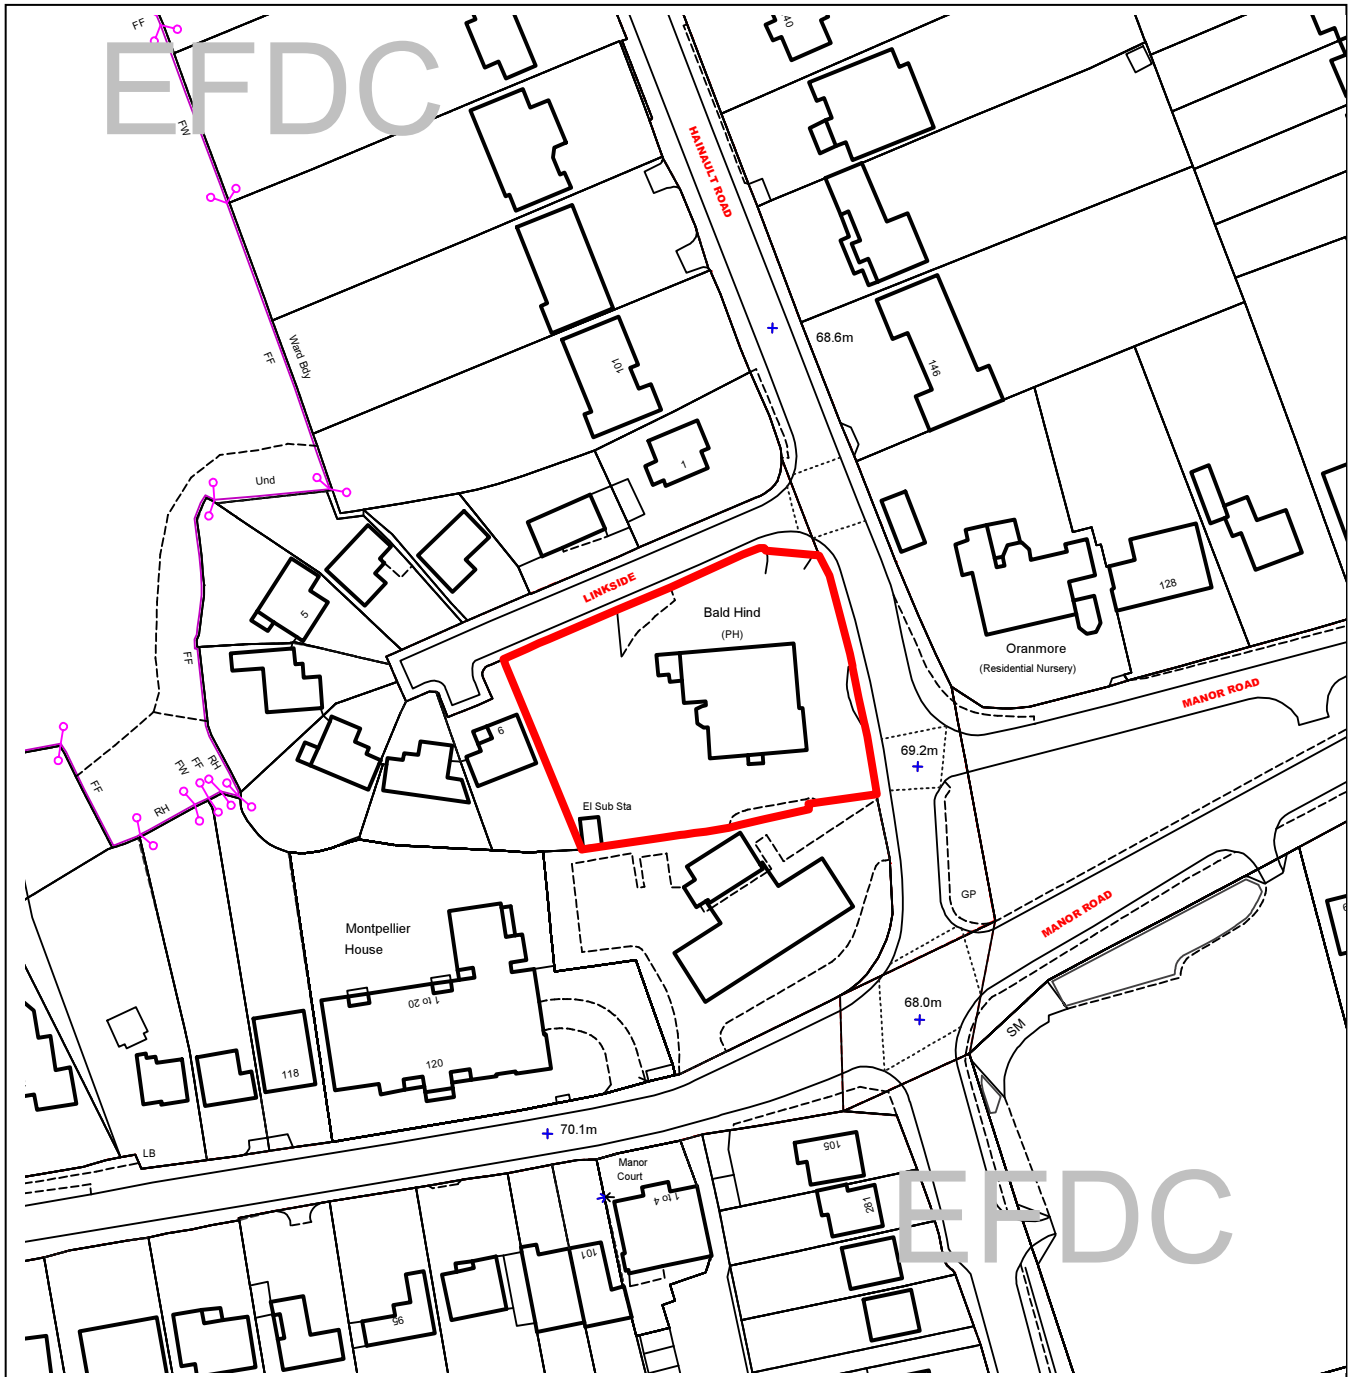 FF
EFDC
40
FW
HAINAULT ROAD
68.6m
Ward Bdy
FF
101
146
1
Und
LINKSIDE
5
Bald Hind
(PH)
128
Oranmore
(Residential Nursery)
FF
MANOR ROAD
6
69.2m
RH
FF
FW
FF
RH
El Sub Sta
GP
MANOR ROAD
Montpellier
House
1 to 20
68.0m
SM
120
118
70.1m
LB
105
Manor
Court
1 to 4
281
EFDC
101
95